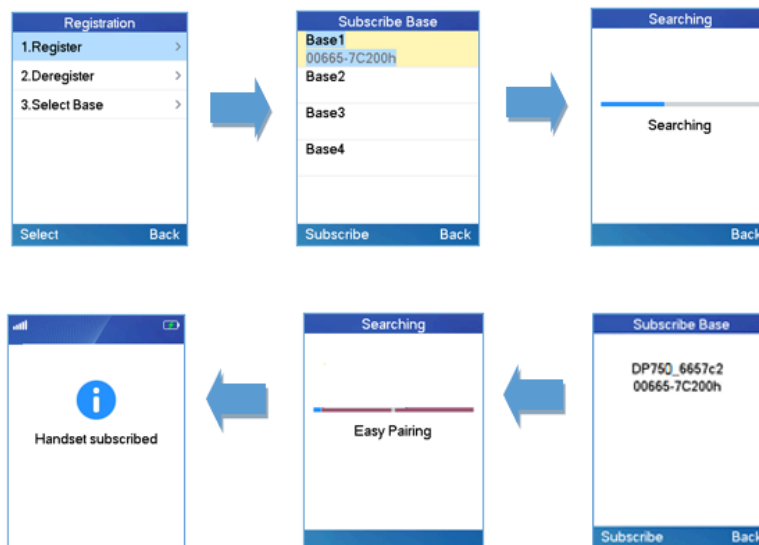 Registration
1.Register
2.Deregister
3.Select Base
Select Back
Subscribe Base
Base1
00665-7C200h
Base2
Base3
Base4
Subscribe Back
Searching
Searching
Back
Subscribe Base
DP750_6657c2
00665-7C200h
Subscribe Back
Searching
Easy Pairing
Handset subscribed